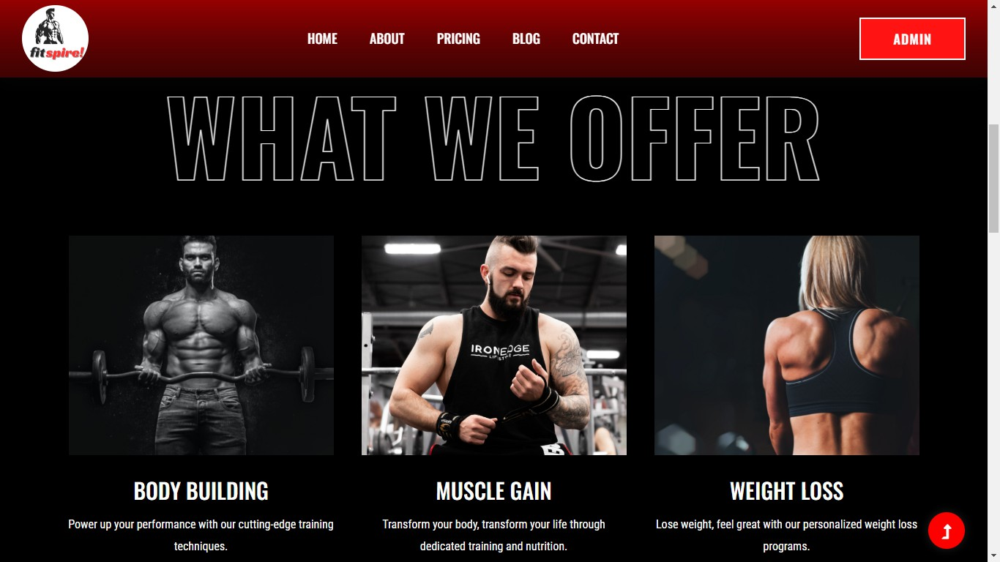 fitspire!
HOME ABOUT PRICING BLOG CONTACT
ADMIN
WHAT WE OFFER
IRON EDGE
LIFESTYLE
BODY BUILDING
Power up your performance with our cutting-edge training
techniques.
MUSCLE GAIN
Transform your body, transform your life through
dedicated training and nutrition.
WEIGHT LOSS
Lose weight, feel great with our personalized weight loss
programs.